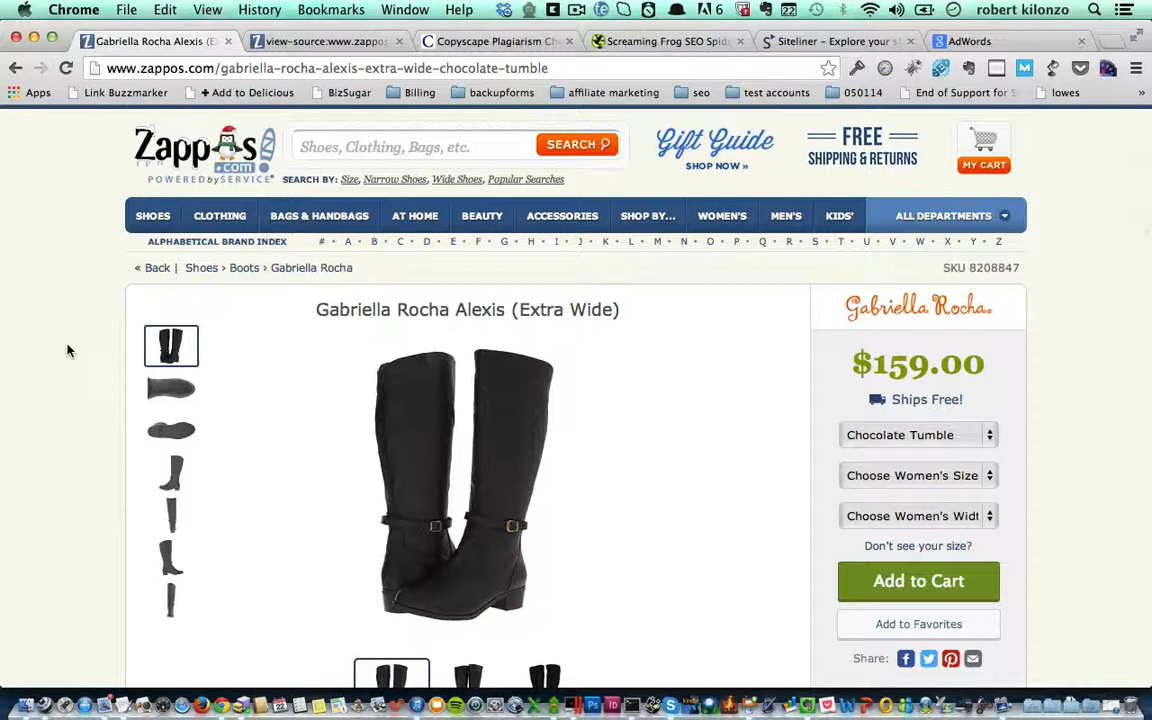 Chrome File Edit View History Bookmarks Window Help 6 22 robert kilonzo
Gabriella Rocha Alexis (Ex view-source:www.zappos Copyscape Plagiarism Ch Screaming Frog SEO Spid Siteliner – Explore your s AdWords
www.zappos.com/gabriella-rocha-alexis-extra-wide-chocolate-tumble
Apps Link Buzzmarker + Add to Delicious BizSugar Billing backupforms affiliate marketing seo test accounts 050114 End of Support for S lowes »
Zappos .com
POWERED by SERVICE
Shoes, Clothing, Bags, etc. SEARCH
SEARCH BY: Size, Narrow Shoes, Wide Shoes, Popular Searches
Gift Guide
SHOP NOW »
FREE
SHIPPING & RETURNS
MY CART
SHOES CLOTHING BAGS & HANDBAGS AT HOME BEAUTY ACCESSORIES SHOP BY... WOMEN'S MEN'S KIDS' ALL DEPARTMENTS
ALPHABETICAL BRAND INDEX # • A • B • C • D • E • F • G • H • I • J • K • L • M • N • O • P • Q • R • S • T • U • V • W • X • Y • Z
« Back | Shoes › Boots › Gabriella Rocha SKU 8208847
Gabriella Rocha Alexis (Extra Wide)
Gabriella Rocha
$159.00
Ships Free!
Chocolate Tumble
Choose Women's Size
Choose Women's Widt
Don't see your size?
Add to Cart
Add to Favorites
Share: